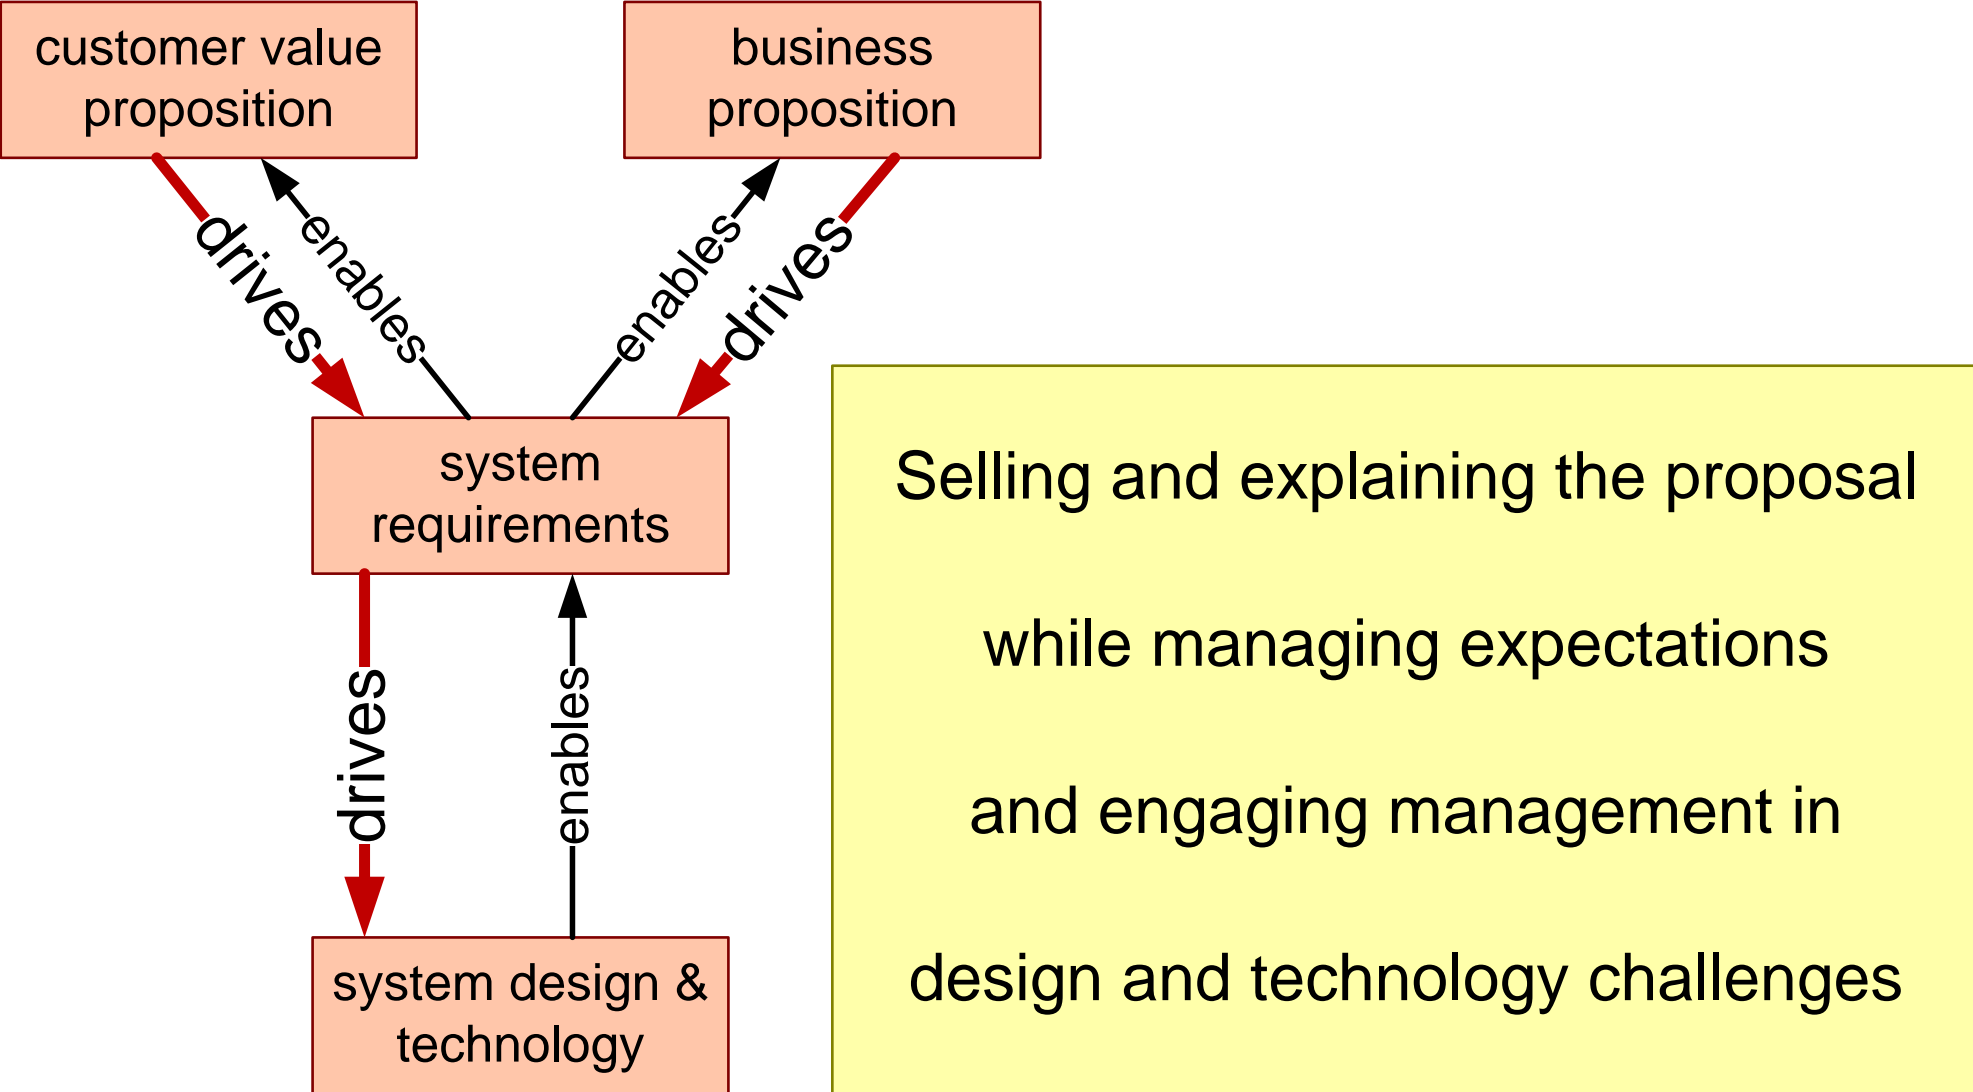 customer value
proposition
business
proposition
drives
enables
enables
drives
system
requirements
drives
enables
system design &
technology
Selling and explaining the proposal
while managing expectations
and engaging management in
design and technology challenges